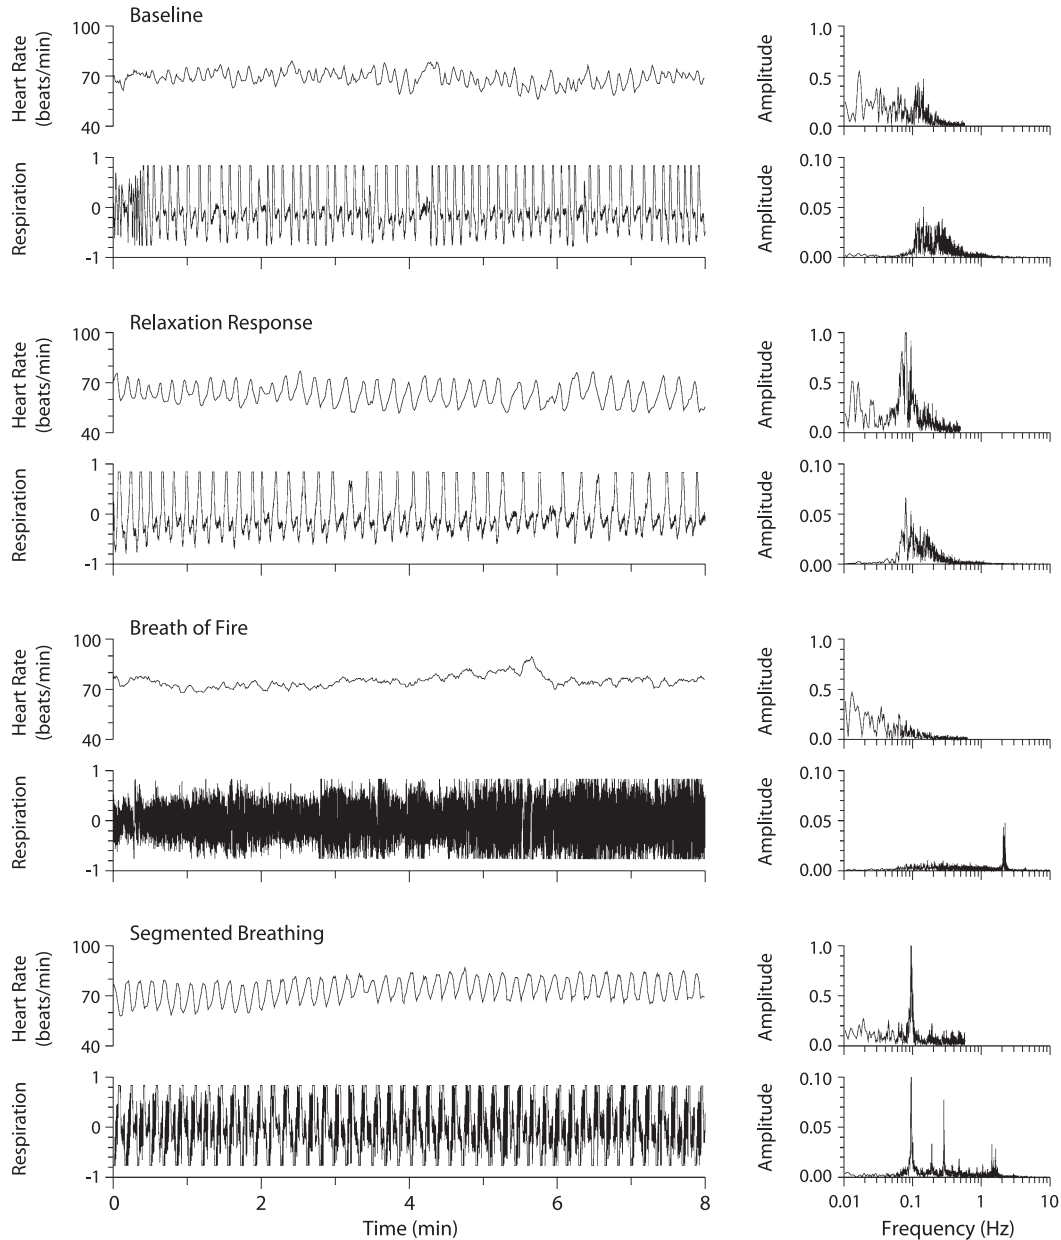 Baseline
Heart Rate
(beats/min)
100
70
40
Amplitude
1.0
0.5
0.0
Respiration
1
0
-1
Amplitude
0.10
0.05
0.00
Relaxation Response
Heart Rate
(beats/min)
100
70
40
Amplitude
1.0
0.5
0.0
Respiration
1
0
-1
Amplitude
0.10
0.05
0.00
Breath of Fire
Heart Rate
(beats/min)
100
70
40
Amplitude
1.0
0.5
0.0
Respiration
1
0
-1
Amplitude
0.10
0.05
0.00
Segmented Breathing
Heart Rate
(beats/min)
100
70
40
Amplitude
1.0
0.5
0.0
Respiration
1
0
-1
0 2 4 6 8
Time (min)
Amplitude
0.10
0.05
0.00
0.01 0.1 1 10
Frequency (Hz)